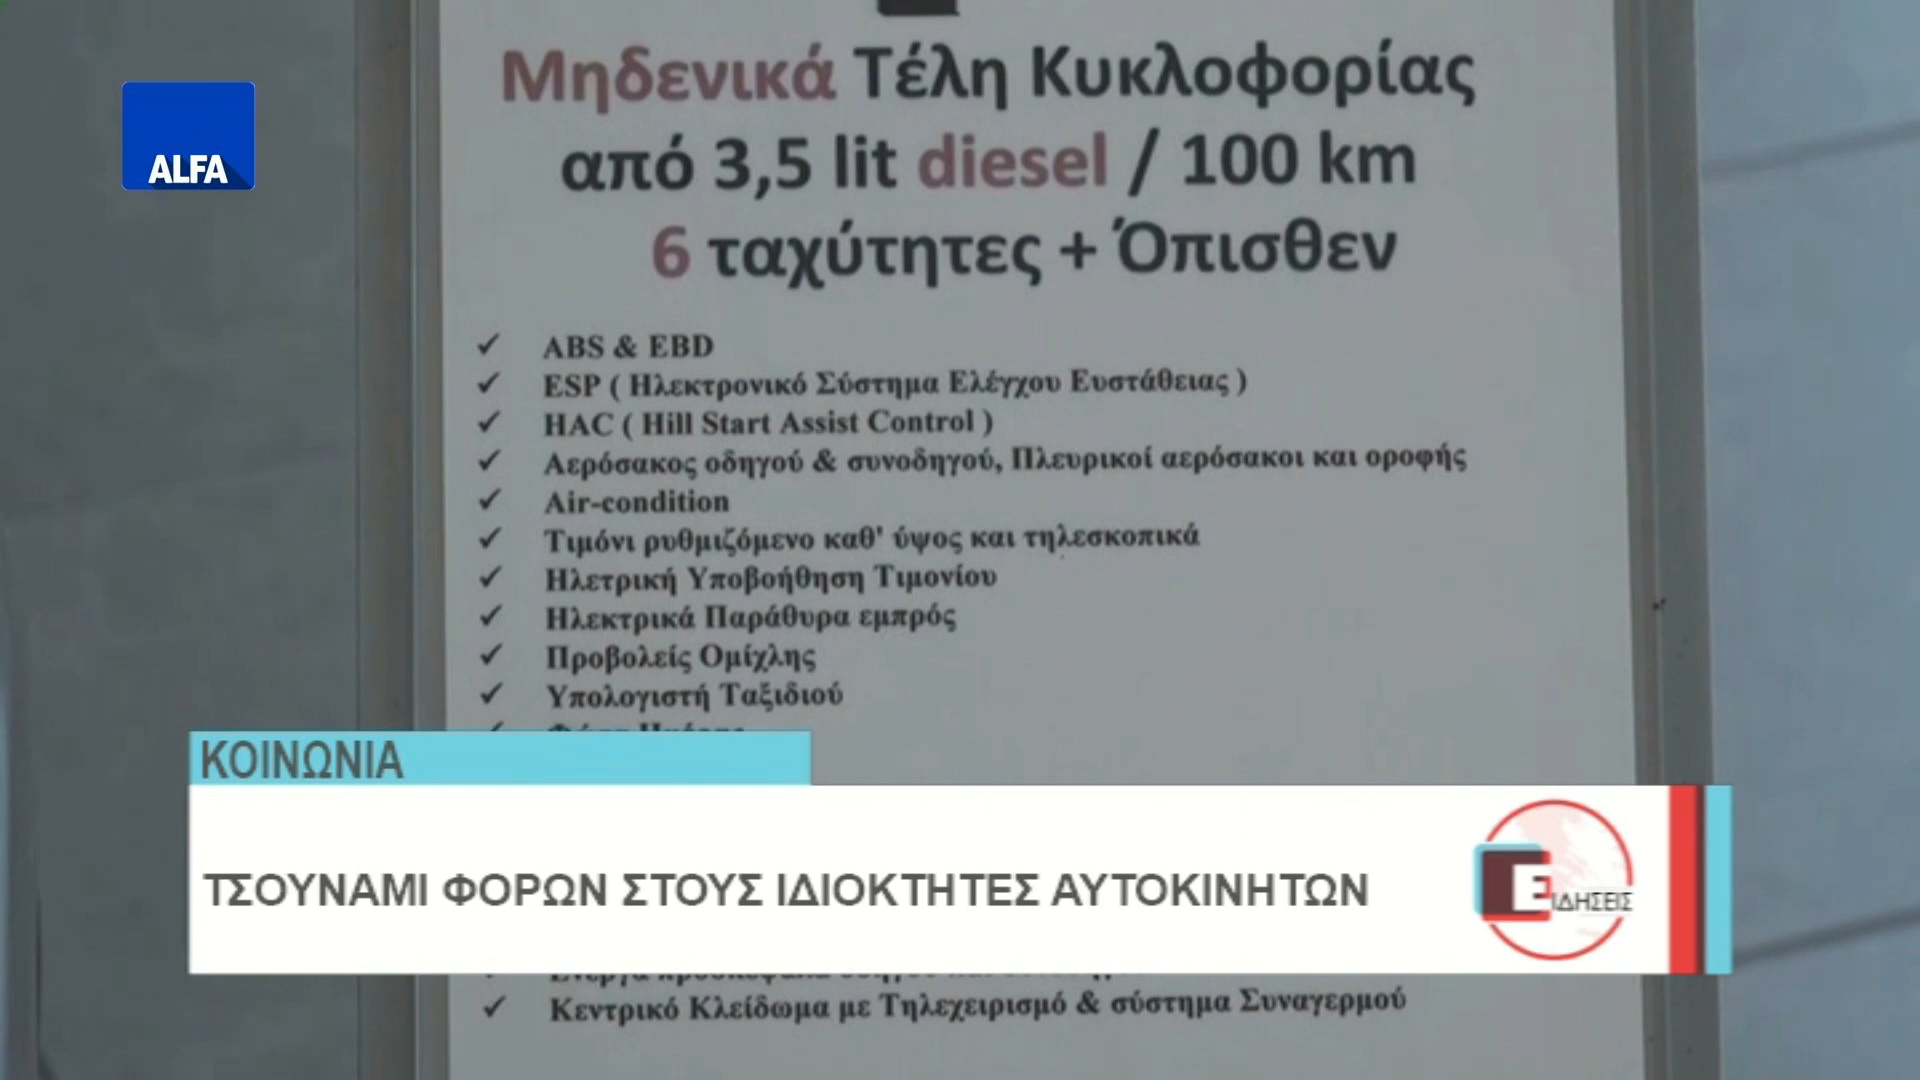 Μηδενικά Τέλη Κυκλοφορίας
από 3,5 lit diesel / 100 km
6 ταχύτητες + Όπισθεν
ALFA
✓ ABS & EBD
✓ ESP ( Ηλεκτρονικό Σύστημα Ελέγχου Ευστάθειας )
✓ HAC ( Hill Start Assist Control )
✓ Αερόσακος οδηγού & συνοδηγού, Πλευρικοί αερόσακοι και οροφής
✓ Air-condition
✓ Τιμόνι ρυθμιζόμενο καθ' ύψος και τηλεσκοπικά
✓ Ηλετρική Υποβοήθηση Τιμονίου
✓ Ηλεκτρικά Παράθυρα εμπρός
✓ Προβολείς Ομίχλης
✓ Υπολογιστή Ταξιδιού
ΚΟΙΝΩΝΙΑ
ΤΣΟΥΝΑΜΙ ΦΟΡΩΝ ΣΤΟΥΣ ΙΔΙΟΚΤΗΤΕΣ ΑΥΤΟΚΙΝΗΤΩΝ
ΕΙΔΗΣΕΙΣ
✓ Κεντρικό Κλείδωμα με Τηλεχειρισμό & σύστημα Συναγερμού